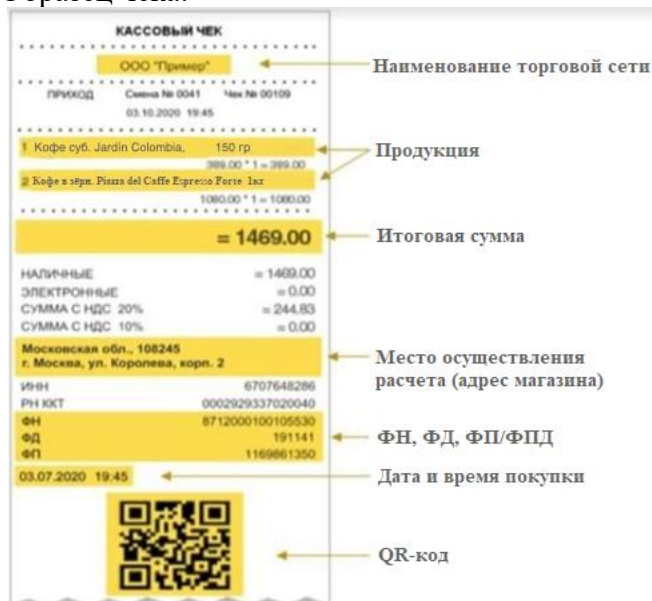 Образец чека:
КАССОВЫЙ ЧЕК
ООО "Пример"
Наименование торговой сети
ПРИХОД Смена № 0041 Чек № 00109
03.10.2020 19:45
1 Кофе суб. Jardin Colombia, 150 гр
Продукция
389.00 * 1 = 389.00
2 Кофе в зёрн. Piazza del Caffe Espresso Forte 1кг
1080.00 * 1 = 1080.00
= 1469.00
Итоговая сумма
НАЛИЧНЫЕ = 1469.00
ЭЛЕКТРОННЫЕ = 0.00
СУММА С НДС 20% = 244.83
СУММА С НДС 10% = 0.00
Московская обл., 108245
г. Москва, ул. Королева, корп. 2
Место осуществления
расчета (адрес магазина)
ИНН 6707648286
РН ККТ 0002929337020040
ФН 8712000100105530
ФД 191141
ФП 1169861350
ФН, ФД, ФП/ФПД
03.07.2020 19:45
Дата и время покупки
QR-код